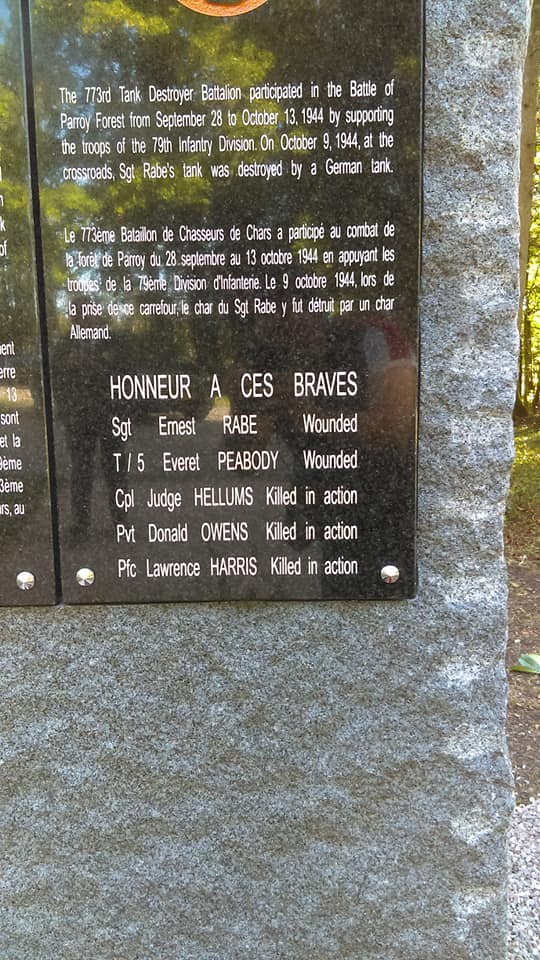 The 773rd Tank Destroyer Battalion participated in the Battle of
Parroy Forest from September 28 to October 13, 1944 by supporting
the troops of the 79th Infantry Division. On October 9, 1944, at the
crossroads, Sgt Rabe's tank was destroyed by a German tank.
Le 773ème Bataillon de Chasseurs de Chars a participé au combat de
la forêt de Parroy du 28 septembre au 13 octobre 1944 en appuyant les
troupes de la 79ème Division d'Infanterie. Le 9 octobre 1944, lors de
la prise de ce carrefour, le char du Sgt Rabe y fut détruit par un char
Allemand.
HONNEUR A CES BRAVES
Sgt Ernest RABE Wounded
T / 5 Everet PEABODY Wounded
Cpl Judge HELLUMS Killed in action
Pvt Donald OWENS Killed in action
Pfc Lawrence HARRIS Killed in action
13
sont
et la